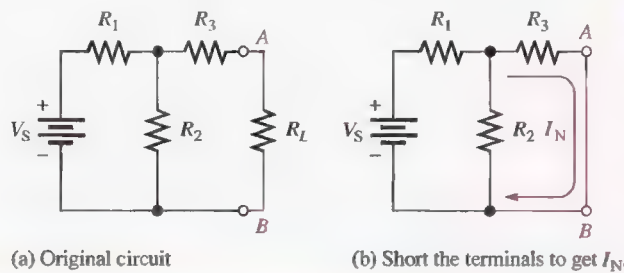 R1 R3 A
R1 R3 A
+
VS R2 RL
−
+
VS R2 IN
−
B
B
(a) Original circuit
(b) Short the terminals to get IN.